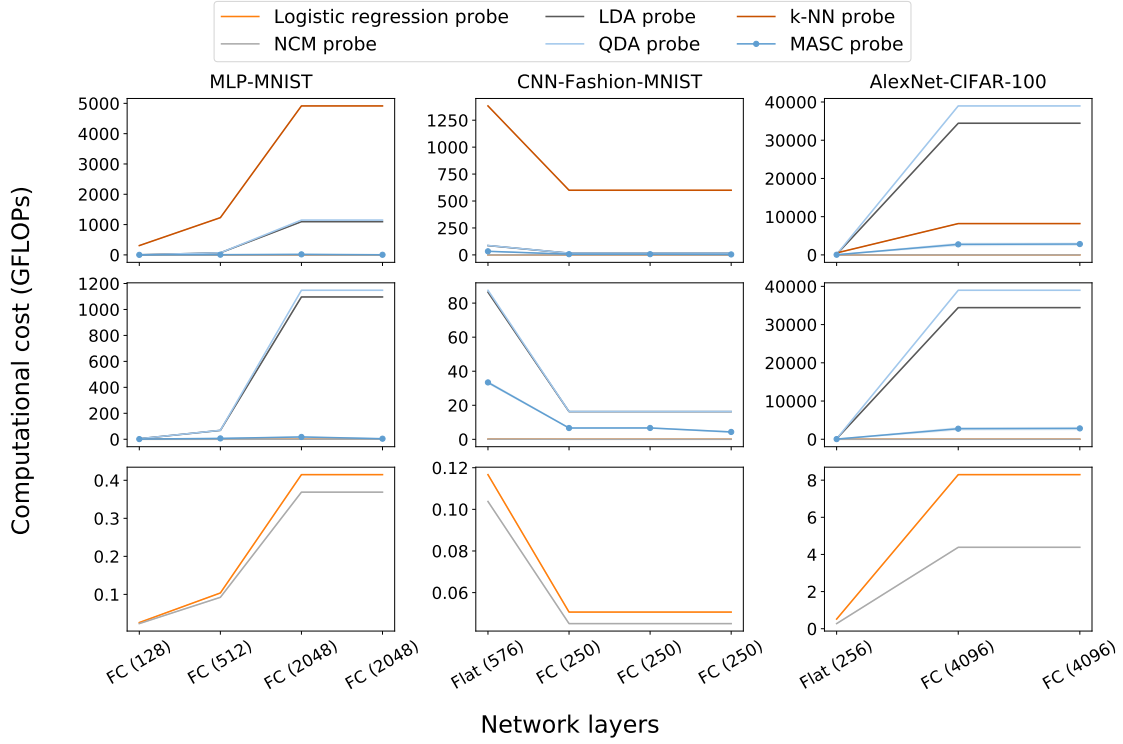 Logistic regression probe
NCM probe
LDA probe
QDA probe
k-NN probe
MASC probe
MLP-MNIST
CNN-Fashion-MNIST
AlexNet-CIFAR-100
5000
4000
3000
2000
1000
0
1250
1000
750
500
250
0
40000
30000
20000
10000
0
1200
1000
800
600
400
200
0
80
60
40
20
0
40000
30000
20000
10000
0
0.4
0.3
0.2
0.1
0.12
0.10
0.08
0.06
8
6
4
2
0
FC (128)
FC (512)
FC (2048)
FC (2048)
Flat (576)
FC (250)
FC (250)
FC (250)
Flat (256)
FC (4096)
FC (4096)
Computational cost (GFLOPs)
Network layers